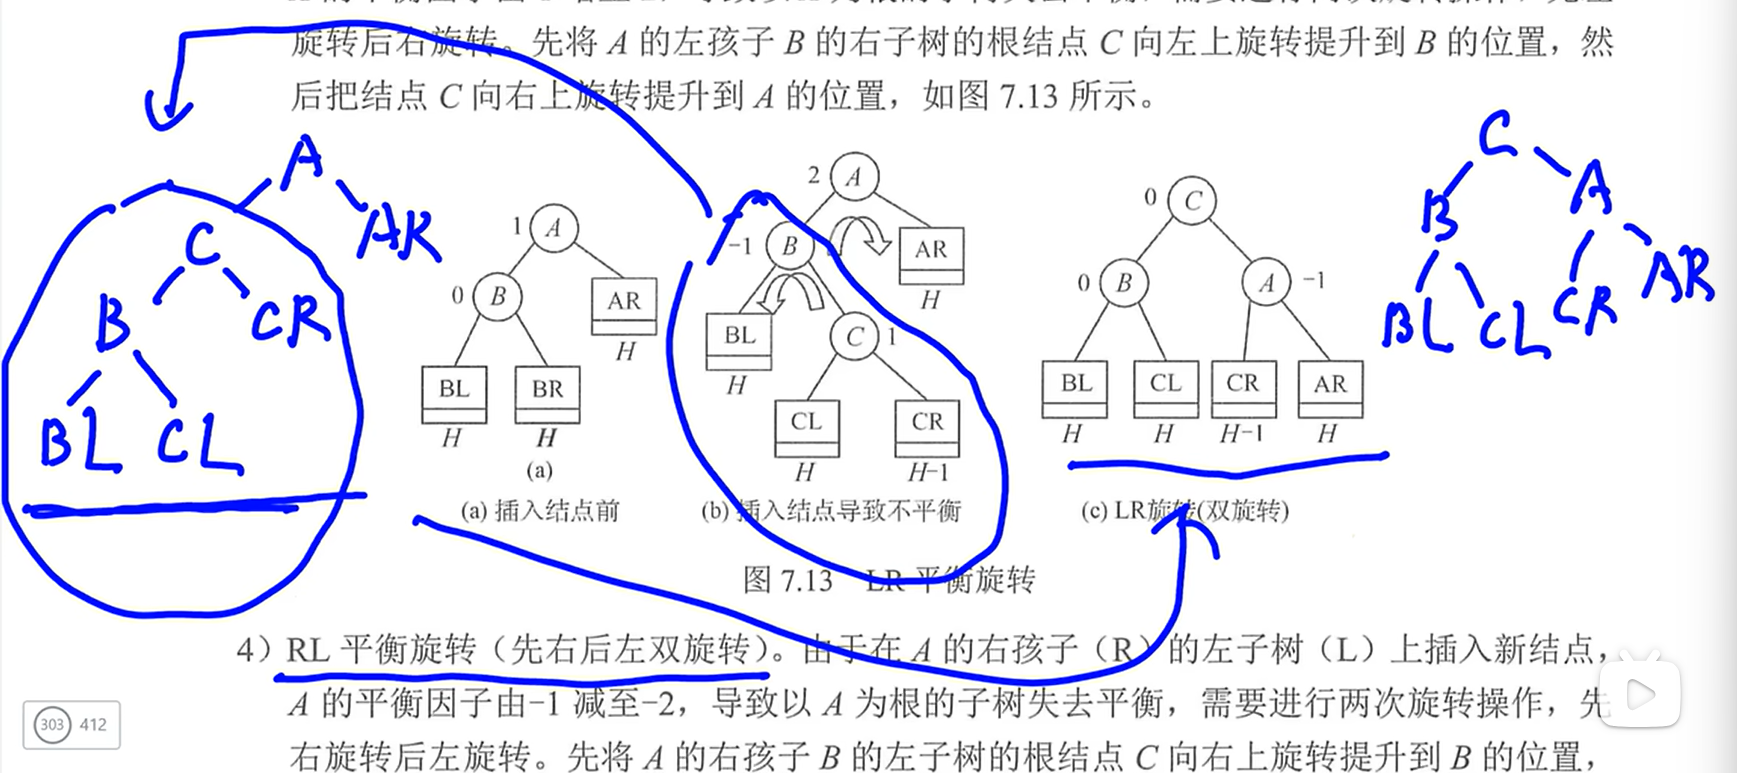 旋转后右旋转。先将 A 的左孩子 B 的右子树的根结点 C 向左上旋转提升到 B 的位置，然
后把结点 C 向右上旋转提升到 A 的位置，如图 7.13 所示。
A
C AR
B CR
BL CL
1 A
0 B AR
H
BL BR
H H
(a)
(a) 插入结点前
2 A
-1 B AR
H
BL C 1
H
CL CR
H H-1
(b) 插入结点导致不平衡
0 C
0 B A -1
BL CL CR AR
H H H-1 H
(c) LR旋转(双旋转)
C
B A
BL CL CR AR
图 7.13 LR 平衡旋转
4）RL 平衡旋转（先右后左双旋转）。由于在 A 的右孩子（R）的左子树（L）上插入新结点，
A 的平衡因子由-1 减至-2，导致以 A 为根的子树失去平衡，需要进行两次旋转操作，先
右旋转后左旋转。先将 A 的右孩子 B 的左子树的根结点 C 向右上旋转提升到 B 的位置，
303 412